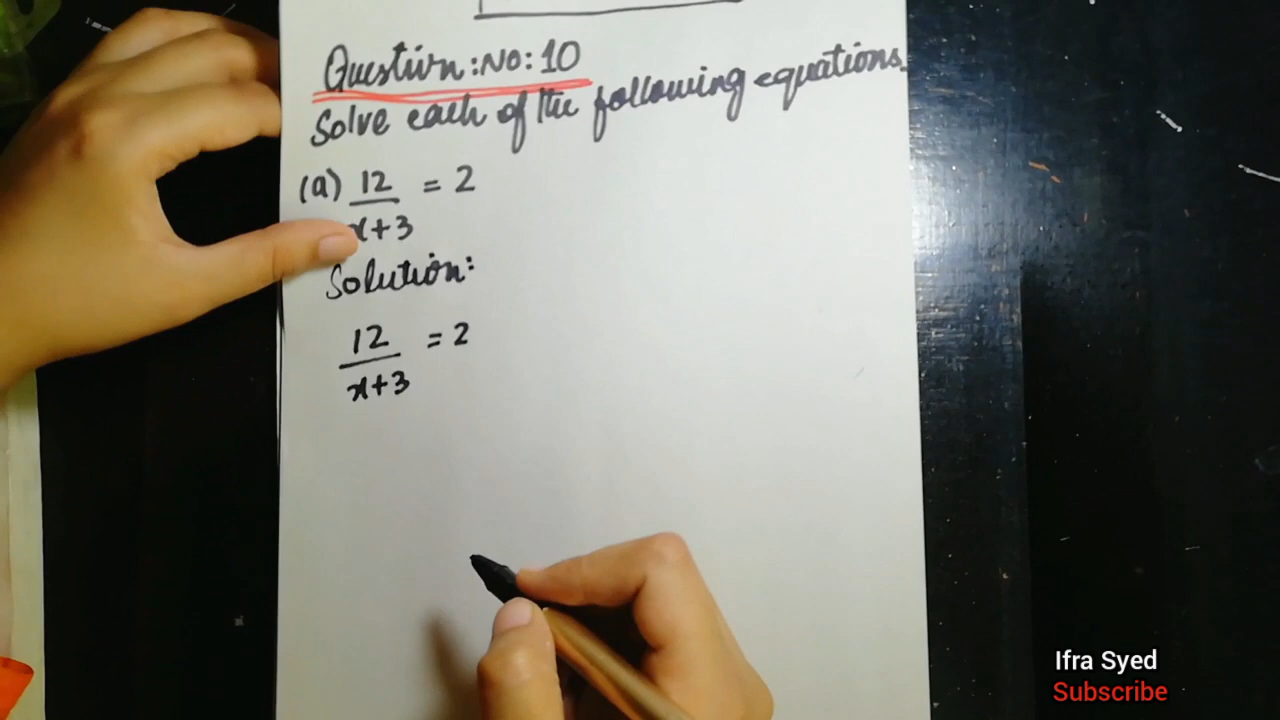 Question:No:10
Solve each of the following equations.
(a) 12/x+3 = 2
Solution:
12/x+3 = 2
Ifra Syed
Subscribe